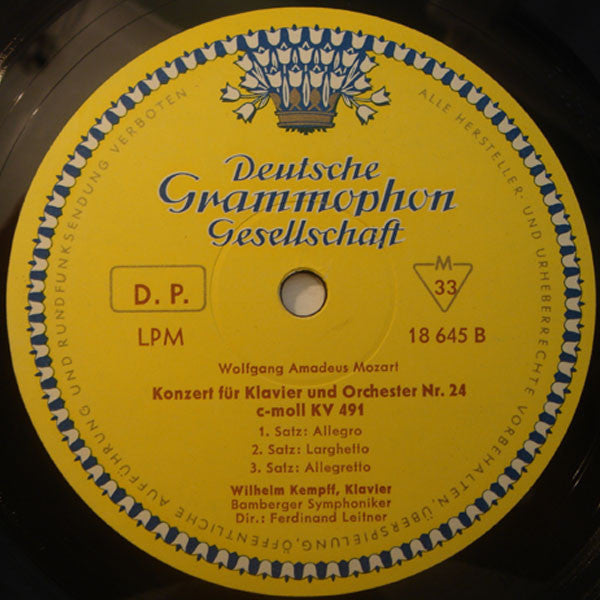 ALLE HERSTELLER- UND URHEBERRECHTE VORBEHALTEN, ÜBERSPIELUNG, ÖFFENTLICHE AUFFÜHRUNG UND RUNDFUNKSENDUNG VERBOTEN
Deutsche
Grammophon
Gesellschaft
D. P.
M
33
LPM
18 645 B
Wolfgang Amadeus Mozart
Konzert für Klavier und Orchester Nr. 24
c-moll KV 491
1. Satz: Allegro
2. Satz: Larghetto
3. Satz: Allegretto
Wilhelm Kempff, Klavier
Bamberger Symphoniker
Dir.: Ferdinand Leitner